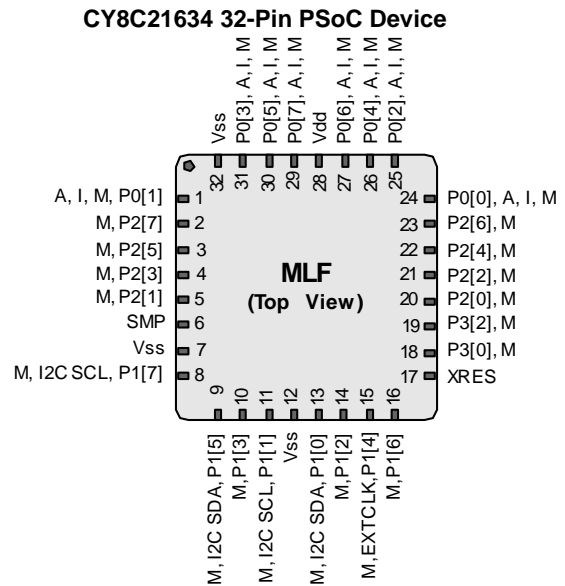 CY8C21634 32-Pin PSoC Device
Vss
P0[3], A, I, M
P0[5], A, I, M
P0[7], A, I, M
Vdd
P0[6], A, I, M
P0[4], A, I, M
P0[2], A, I, M
32
31
30
29
28
27
26
25
A, I, M, P0[1] 1
M, P2[7] 2
M, P2[5] 3
M, P2[3] 4
M, P2[1] 5
SMP 6
Vss 7
M, I2C SCL, P1[7] 8
MLF
(Top View)
24 P0[0], A, I, M
23 P2[6], M
22 P2[4], M
21 P2[2], M
20 P2[0], M
19 P3[2], M
18 P3[0], M
17 XRES
9
10
11
12
13
14
15
16
M, I2C SDA, P1[5]
M, P1[3]
M, I2C SCL, P1[1]
Vss
M, I2C SDA, P1[0]
M, P1[2]
M, EXTCLK, P1[4]
M, P1[6]